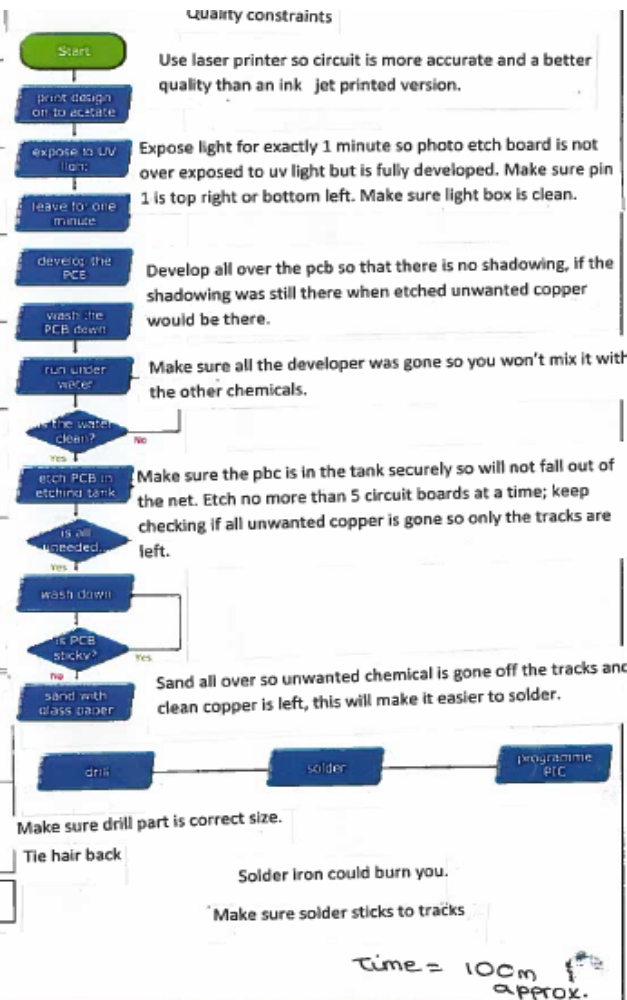 Quality constraints
Start
Use laser printer so circuit is more accurate and a better
quality than an ink jet printed version.
print design
on to acetate
expose to UV
light
Expose light for exactly 1 minute so photo etch board is not
over exposed to uv light but is fully developed. Make sure pin
1 is top right or bottom left. Make sure light box is clean.
leave for one
minute
develop the
PCB
Develop all over the pcb so that there is no shadowing, if the
shadowing was still there when etched unwanted copper
would be there.
wash the
PCB down
run under
water
Make sure all the developer was gone so you won't mix it with
the other chemicals.
is the water
clean?
No
Yes
etch PCB in
etching tank
Make sure the pbc is in the tank securely so will not fall out of
the net. Etch no more than 5 circuit boards at a time; keep
checking if all unwanted copper is gone so only the tracks are
left.
is all
uneeded..
Yes
wash down
is PCB
sticky?
Yes
no
sand with
glass paper
Sand all over so unwanted chemical is gone off the tracks and
clean copper is left, this will make it easier to solder.
drill
solder
programme
PIC
Make sure drill part is correct size.
Tie hair back
Solder iron could burn you.
Make sure solder sticks to tracks
Time = 100m
approx.